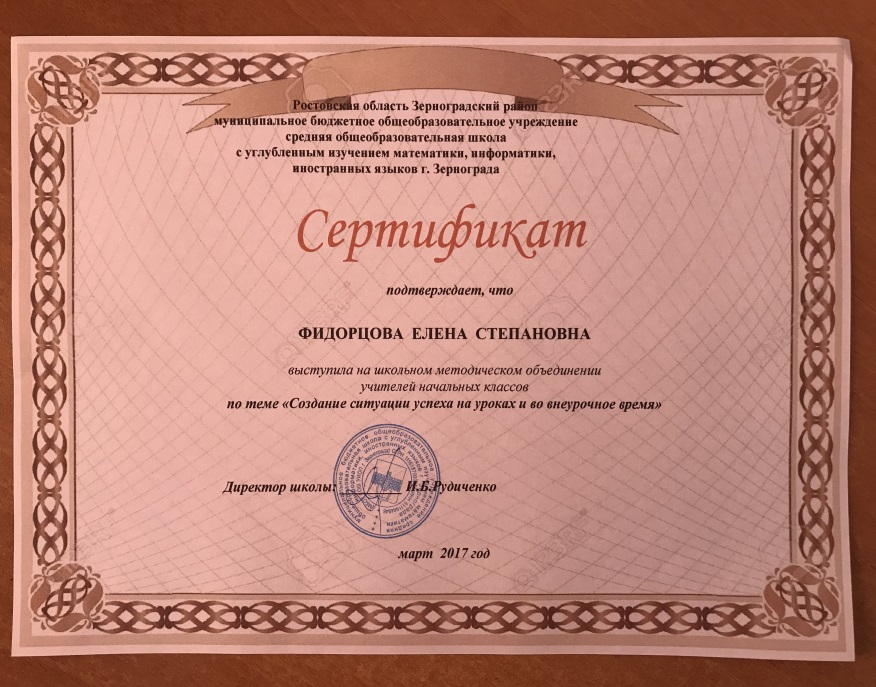 Ростовская область Зерноградский район
муниципальное бюджетное общеобразовательное учреждение
средняя общеобразовательная школа
с углубленным изучением математики, информатики,
иностранных языков г. Зернограда
Сертификат
подтверждает, что
ФИДОРЦОВА ЕЛЕНА СТЕПАНОВНА
выступила на школьном методическом объединении
учителей начальных классов
по теме «Создание ситуации успеха на уроках и во внеурочное время»
Директор школы: И.Б.Рудиченко
март 2017 год